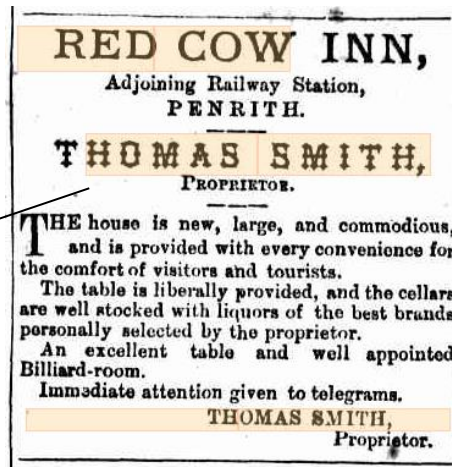 RED COW INN,
Adjoining Railway Station,
PENRITH.
THOMAS SMITH,
PROPRIETOR.
THE house is new, large, and commodious,
and is provided with every convenience for
the comfort of visitors and tourists.
The table is liberally provided, and the cellars
are well stocked with liquors of the best brands
personally selected by the proprietor.
An excellent table and well appointed
Billiard-room.
Immediate attention given to telegrams.
THOMAS SMITH,
Proprietor.